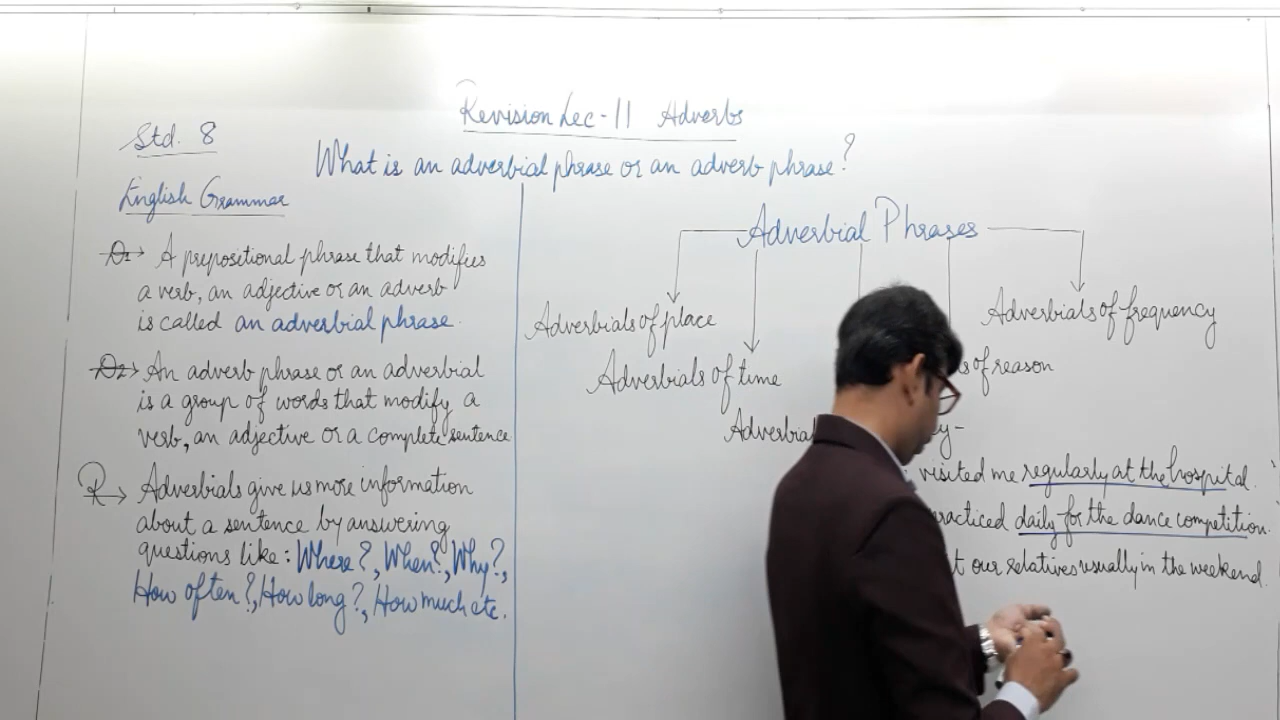 Revision Lec-11 Adverbs
Std. 8
What is an adverbial phrase or an adverb phrase?
English Grammar
D1→ A prepositional phrase that modifies
a verb, an adjective or an adverb
is called an adverbial phrase.
D2→ An adverb phrase or an adverbial
is a group of words that modify a
verb, an adjective or a complete sentence
R→ Adverbials give us more information
about a sentence by answering
questions like: Where?, When?, Why?,
How often?, How long?, How much etc.
Adverbial Phrases
Adverbials of place
Adverbials of time
Adverbial
of reason
Adverbials of frequency
y-
visited me regularly at the hospital.
racticed daily for the dance competition.
t our relatives usually in the weekend.